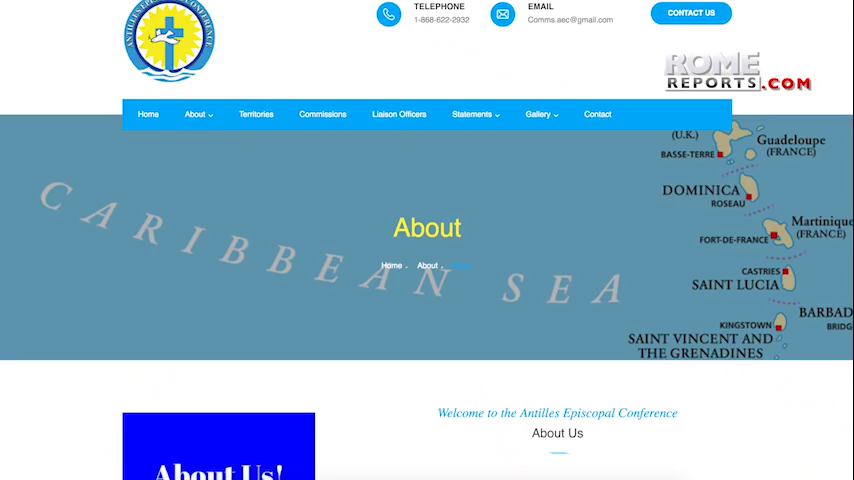 ANTILLES EPISCOPAL CONFERENCE
TELEPHONE
1-868-622-2932
EMAIL
Comms.aec@gmail.com
CONTACT US
ROME
REPORTS.COM
Home
About
Territories
Commissions
Liaison Officers
Statements
Gallery
Contact
(U.K.)
Guadeloupe
(FRANCE)
BASSE-TERRE
DOMINICA
ROSEAU
Martinique
(FRANCE)
FORT-DE-FRANCE
CASTRIES
SAINT LUCIA
BARBAD
BRIDG
KINGSTOWN
SAINT VINCENT AND
THE GRENADINES
CARIBBEAN SEA
About
Home
About
Welcome to the Antilles Episcopal Conference
About Us
About Us!